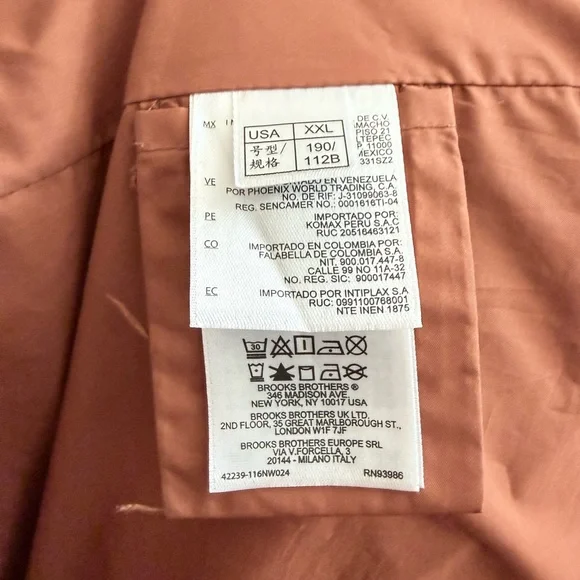 USA XXL
号型/ 190/
规格 112B
MX
DE C.V.
PISO 21
P. 11000
MEXICO
331SZ2
VE EN VENEZUELA
POR PHOENIX WORLD TRADING, C.A.
NO. DE RIF: J-31099063-8
REG. SENCAMER NO.: 0001616TI-04
PE IMPORTADO POR:
KOMAX PERU S.A.C
RUC 20516463121
CO IMPORTADO EN COLOMBIA POR:
FALABELLA DE COLOMBIA S.A.
NIT. 900.017.447-8
CALLE 99 NO 11A-32
NO. REG. SIC: 900017447
EC IMPORTADO POR INTIPLAX S.A
RUC: 0991100768001
NTE INEN 1875
30
BROOKS BROTHERS ®
346 MADISON AVE.
NEW YORK, NY 10017 USA
BROOKS BROTHERS UK LTD.
2ND FLOOR, 35 GREAT MARLBOROUGH ST.,
LONDON W1F 7JF
BROOKS BROTHERS EUROPE SRL
VIA V.FORCELLA, 3
20144 - MILANO ITALY
42239-116NW024 RN93986